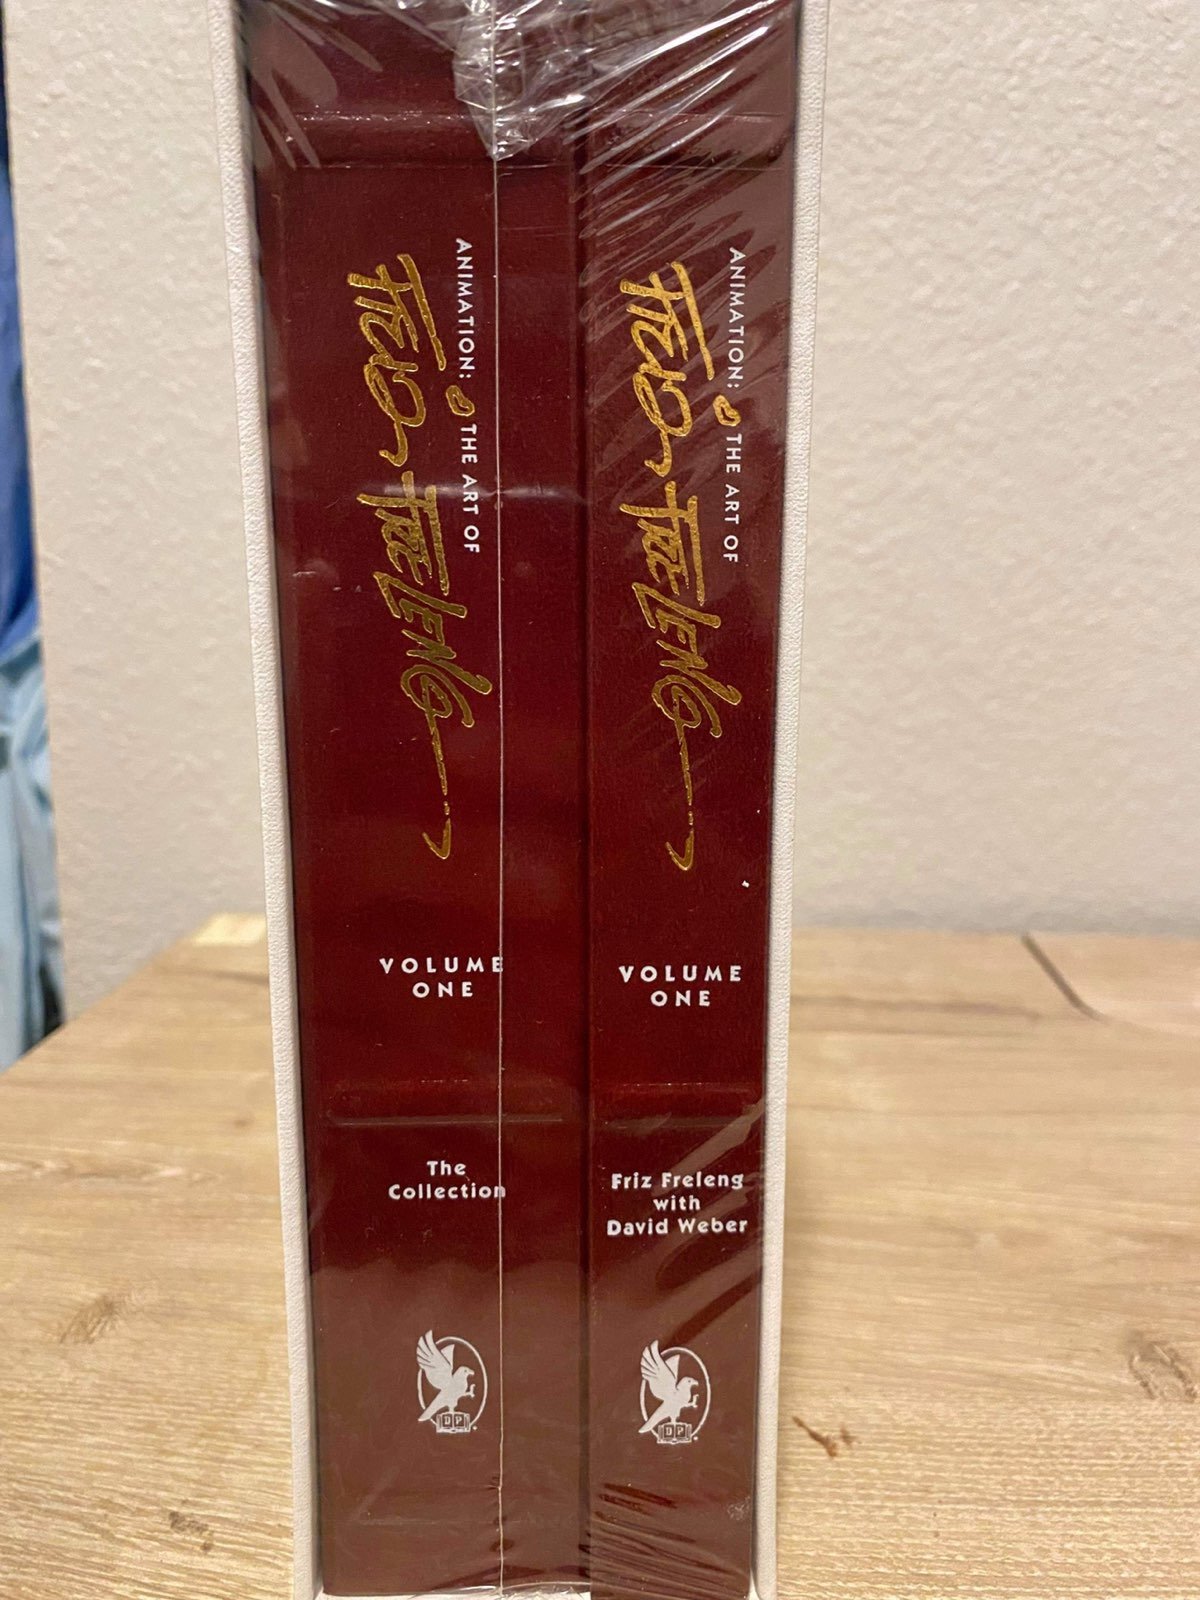 ANIMATION: THE ART OF
FRIZ FRELENG
VOLUME
ONE
The
Collection
DP
ANIMATION: THE ART OF
FRIZ FRELENG
VOLUME
ONE
Friz Freleng
with
David Weber
DP